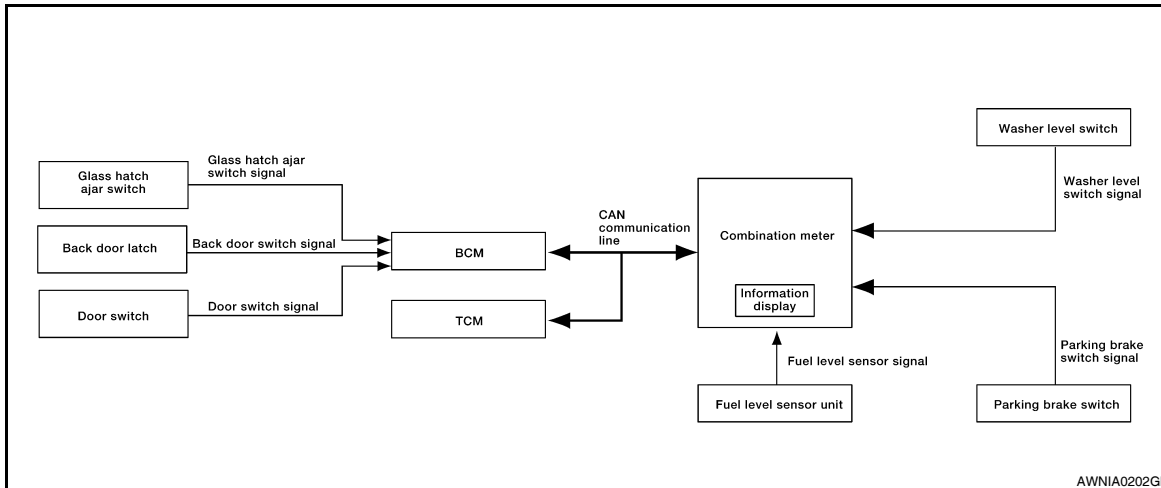 Washer level switch
Glass hatch ajar
switch signal
Glass hatch
ajar switch
Washer level
switch signal
CAN
communication
line
Back door latch
Back door switch signal
BCM
Combination meter
Information
display
Door switch
Door switch signal
TCM
Parking brake
switch signal
Fuel level sensor signal
Fuel level sensor unit
Parking brake switch
AWNIA0202G